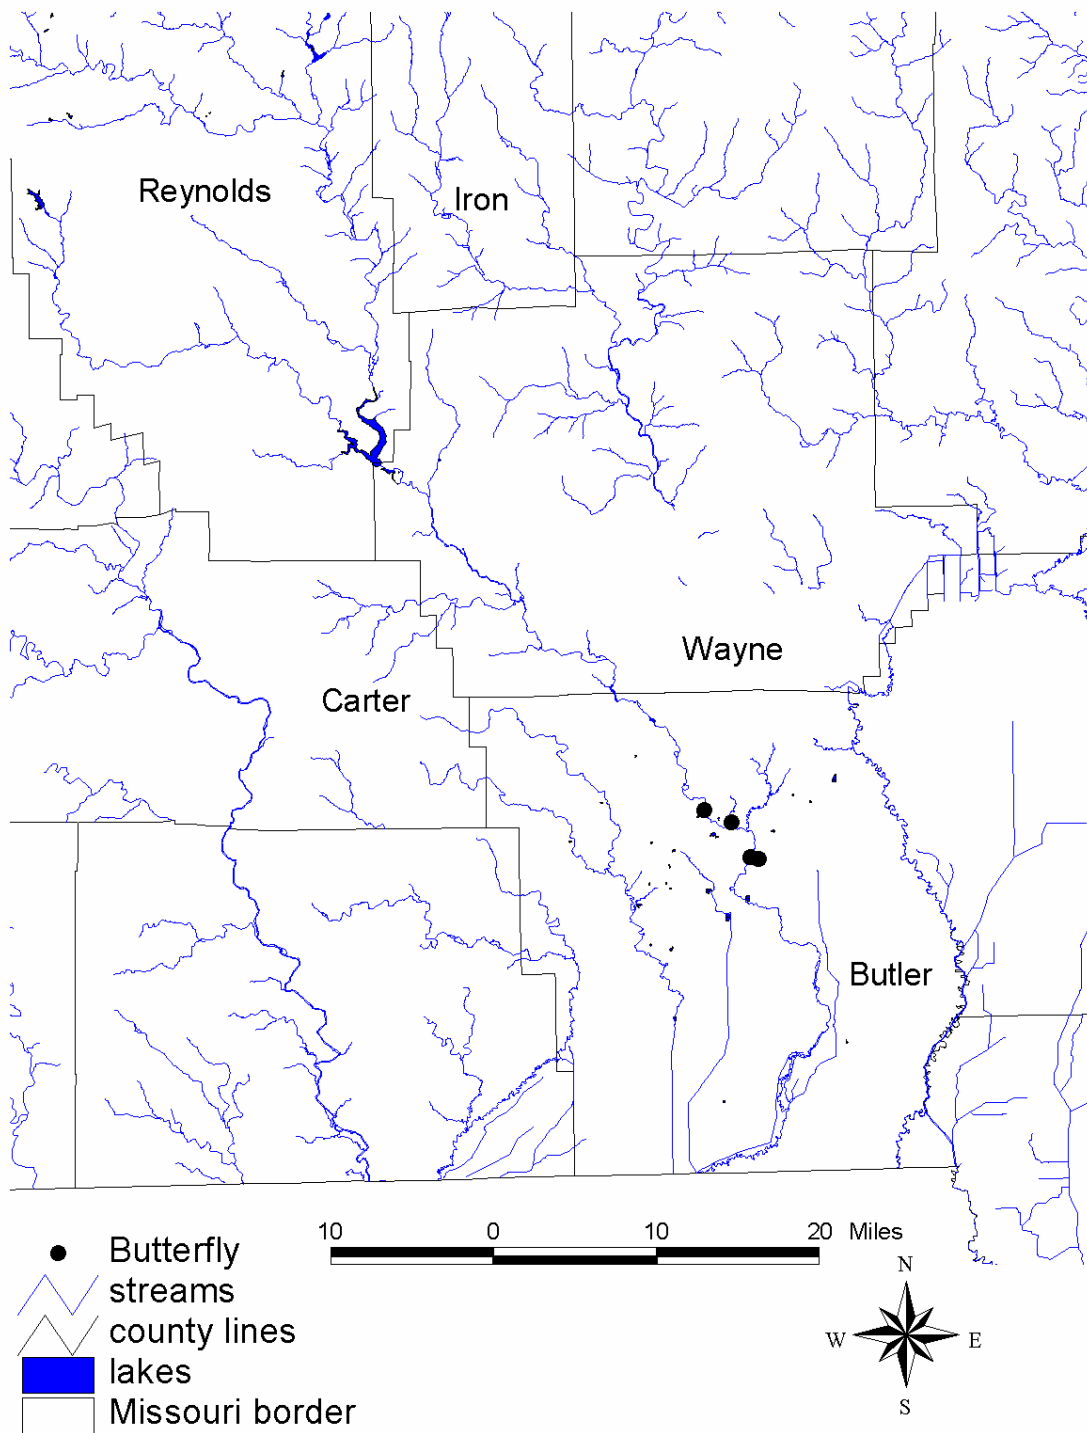 Reynolds
Iron
Wayne
Carter
Butler
10 0 10 20 Miles
Butterfly
streams
county lines
lakes
Missouri border
N
W E
S